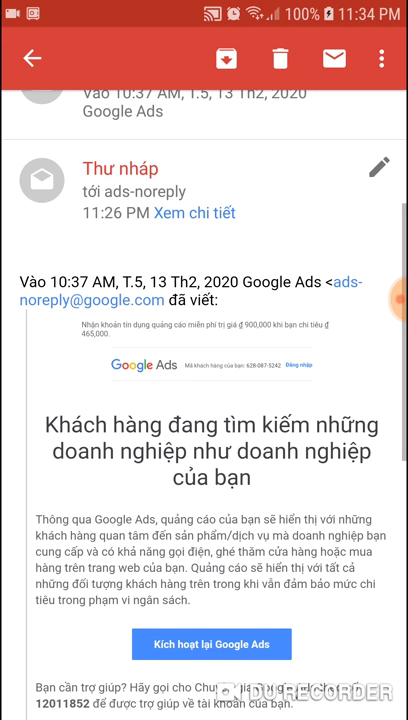 100% 11:34 PM
Vào 10:37 AM, T.5, 13 Th2, 2020
Google Ads
Thư nháp
tới ads-noreply
11:26 PM Xem chi tiết
Vào 10:37 AM, T.5, 13 Th2, 2020 Google Ads <ads-
noreply@google.com đã viết:
Nhận khoản tín dụng quảng cáo miễn phí trị giá ₫ 900,000 khi bạn chi tiêu ₫
465,000.
Google Ads Mã khách hàng của bạn: 628-087-5242 Đăng nhập
Khách hàng đang tìm kiếm những
doanh nghiệp như doanh nghiệp
của bạn
Thông qua Google Ads, quảng cáo của bạn sẽ hiển thị với những
khách hàng quan tâm đến sản phẩm/dịch vụ mà doanh nghiệp bạn
cung cấp và có khả năng gọi điện, ghé thăm cửa hàng hoặc mua
hàng trên trang web của bạn. Quảng cáo sẽ hiển thị với tất cả
những đối tượng khách hàng trên trong khi vẫn đảm bảo mức chi
tiêu trong phạm vi ngân sách.
Kích hoạt lại Google Ads
DU RECORDER
Bạn cần trợ giúp? Hãy gọi cho Chu
12011852 để được trợ giúp về tài khoản của bạn.